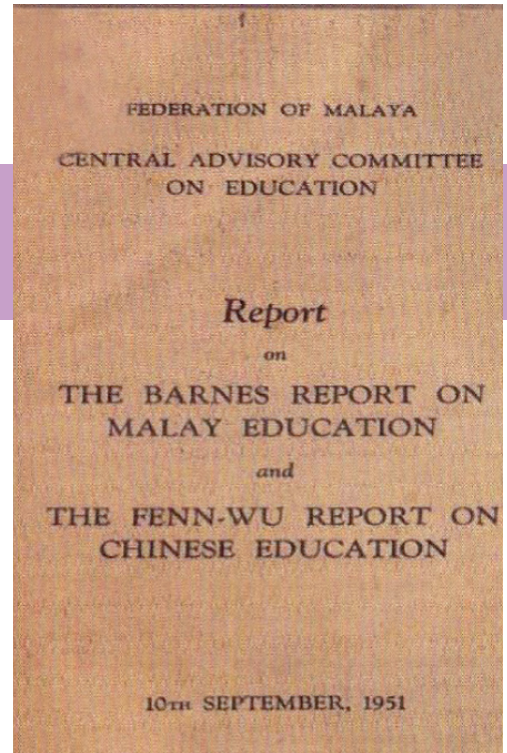 FEDERATION OF MALAYA
CENTRAL ADVISORY COMMITTEE
ON EDUCATION
Report
on
THE BARNES REPORT ON
MALAY EDUCATION
and
THE FENN-WU REPORT ON
CHINESE EDUCATION
10TH SEPTEMBER, 1951